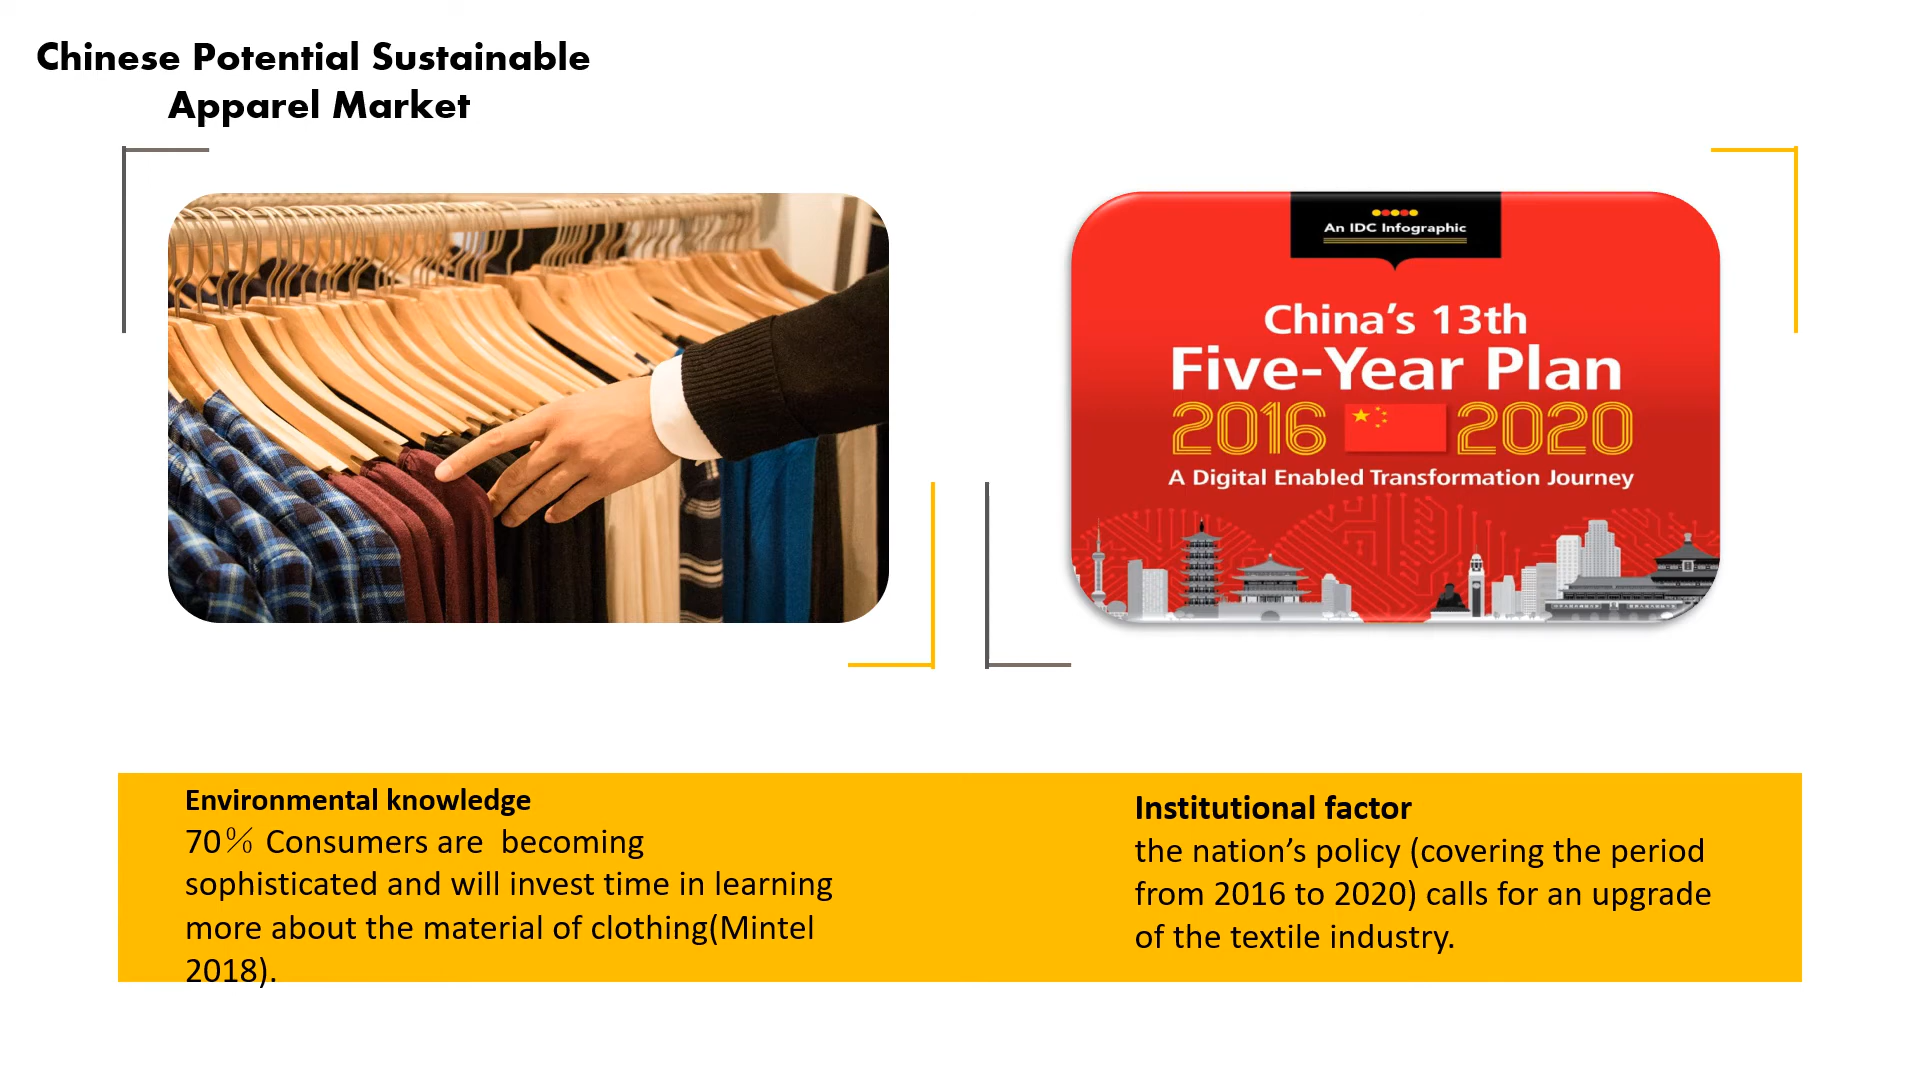 Chinese Potential Sustainable
Apparel Market
An IDC Infographic
China’s 13th
Five-Year Plan
2016 2020
A Digital Enabled Transformation Journey
Environmental knowledge
70% Consumers are  becoming
sophisticated and will invest time in learning
more about the material of clothing(Mintel
2018).
Institutional factor
the nation’s policy (covering the period
from 2016 to 2020) calls for an upgrade
of the textile industry.